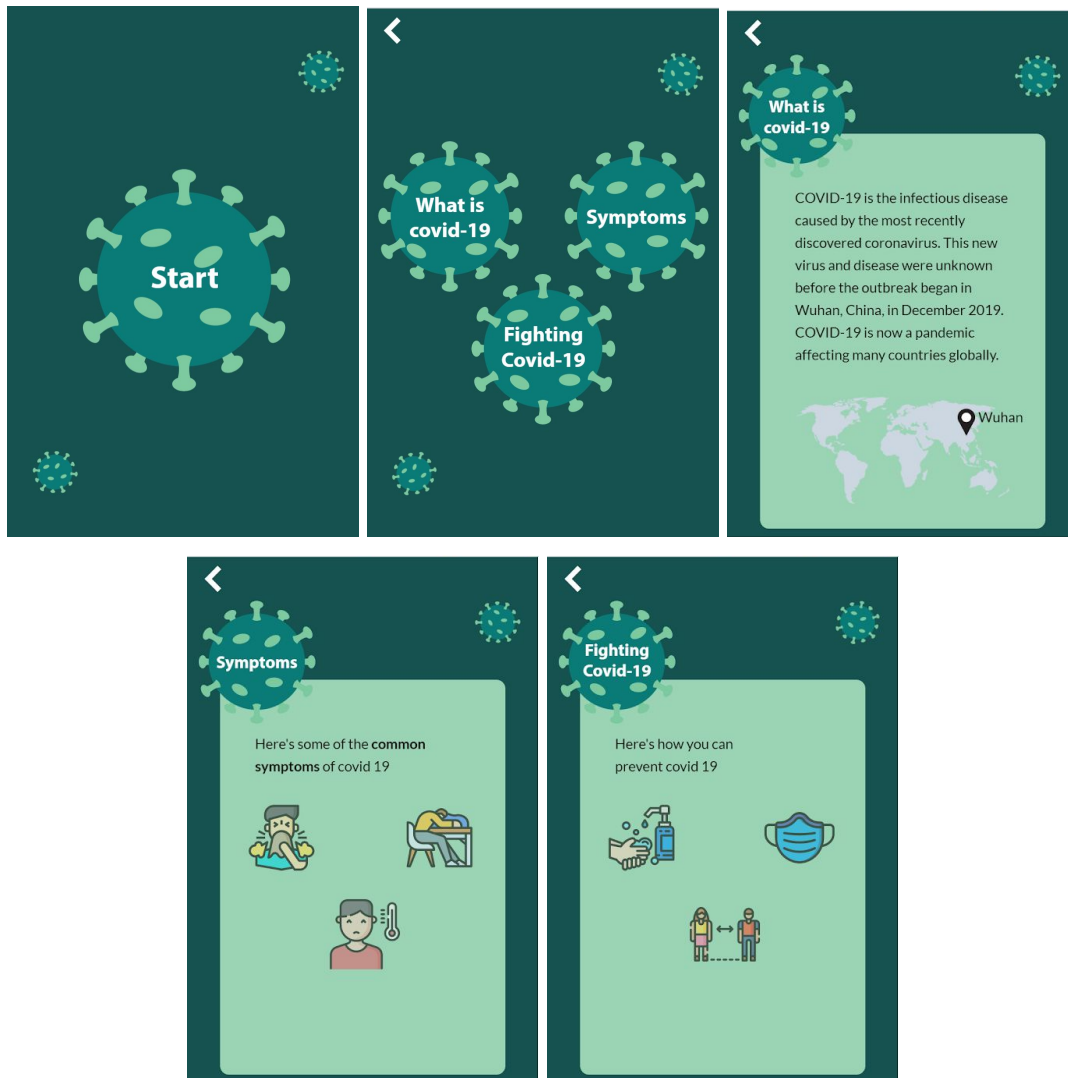 Start
What is
covid-19
Symptoms
Fighting
Covid-19
What is
covid-19
COVID-19 is the infectious disease
caused by the most recently
discovered coronavirus. This new
virus and disease were unknown
before the outbreak began in
Wuhan, China, in December 2019.
COVID-19 is now a pandemic
affecting many countries globally.
Wuhan
Symptoms
Here's some of the common
symptoms of covid 19
Fighting
Covid-19
Here's how you can
prevent covid 19